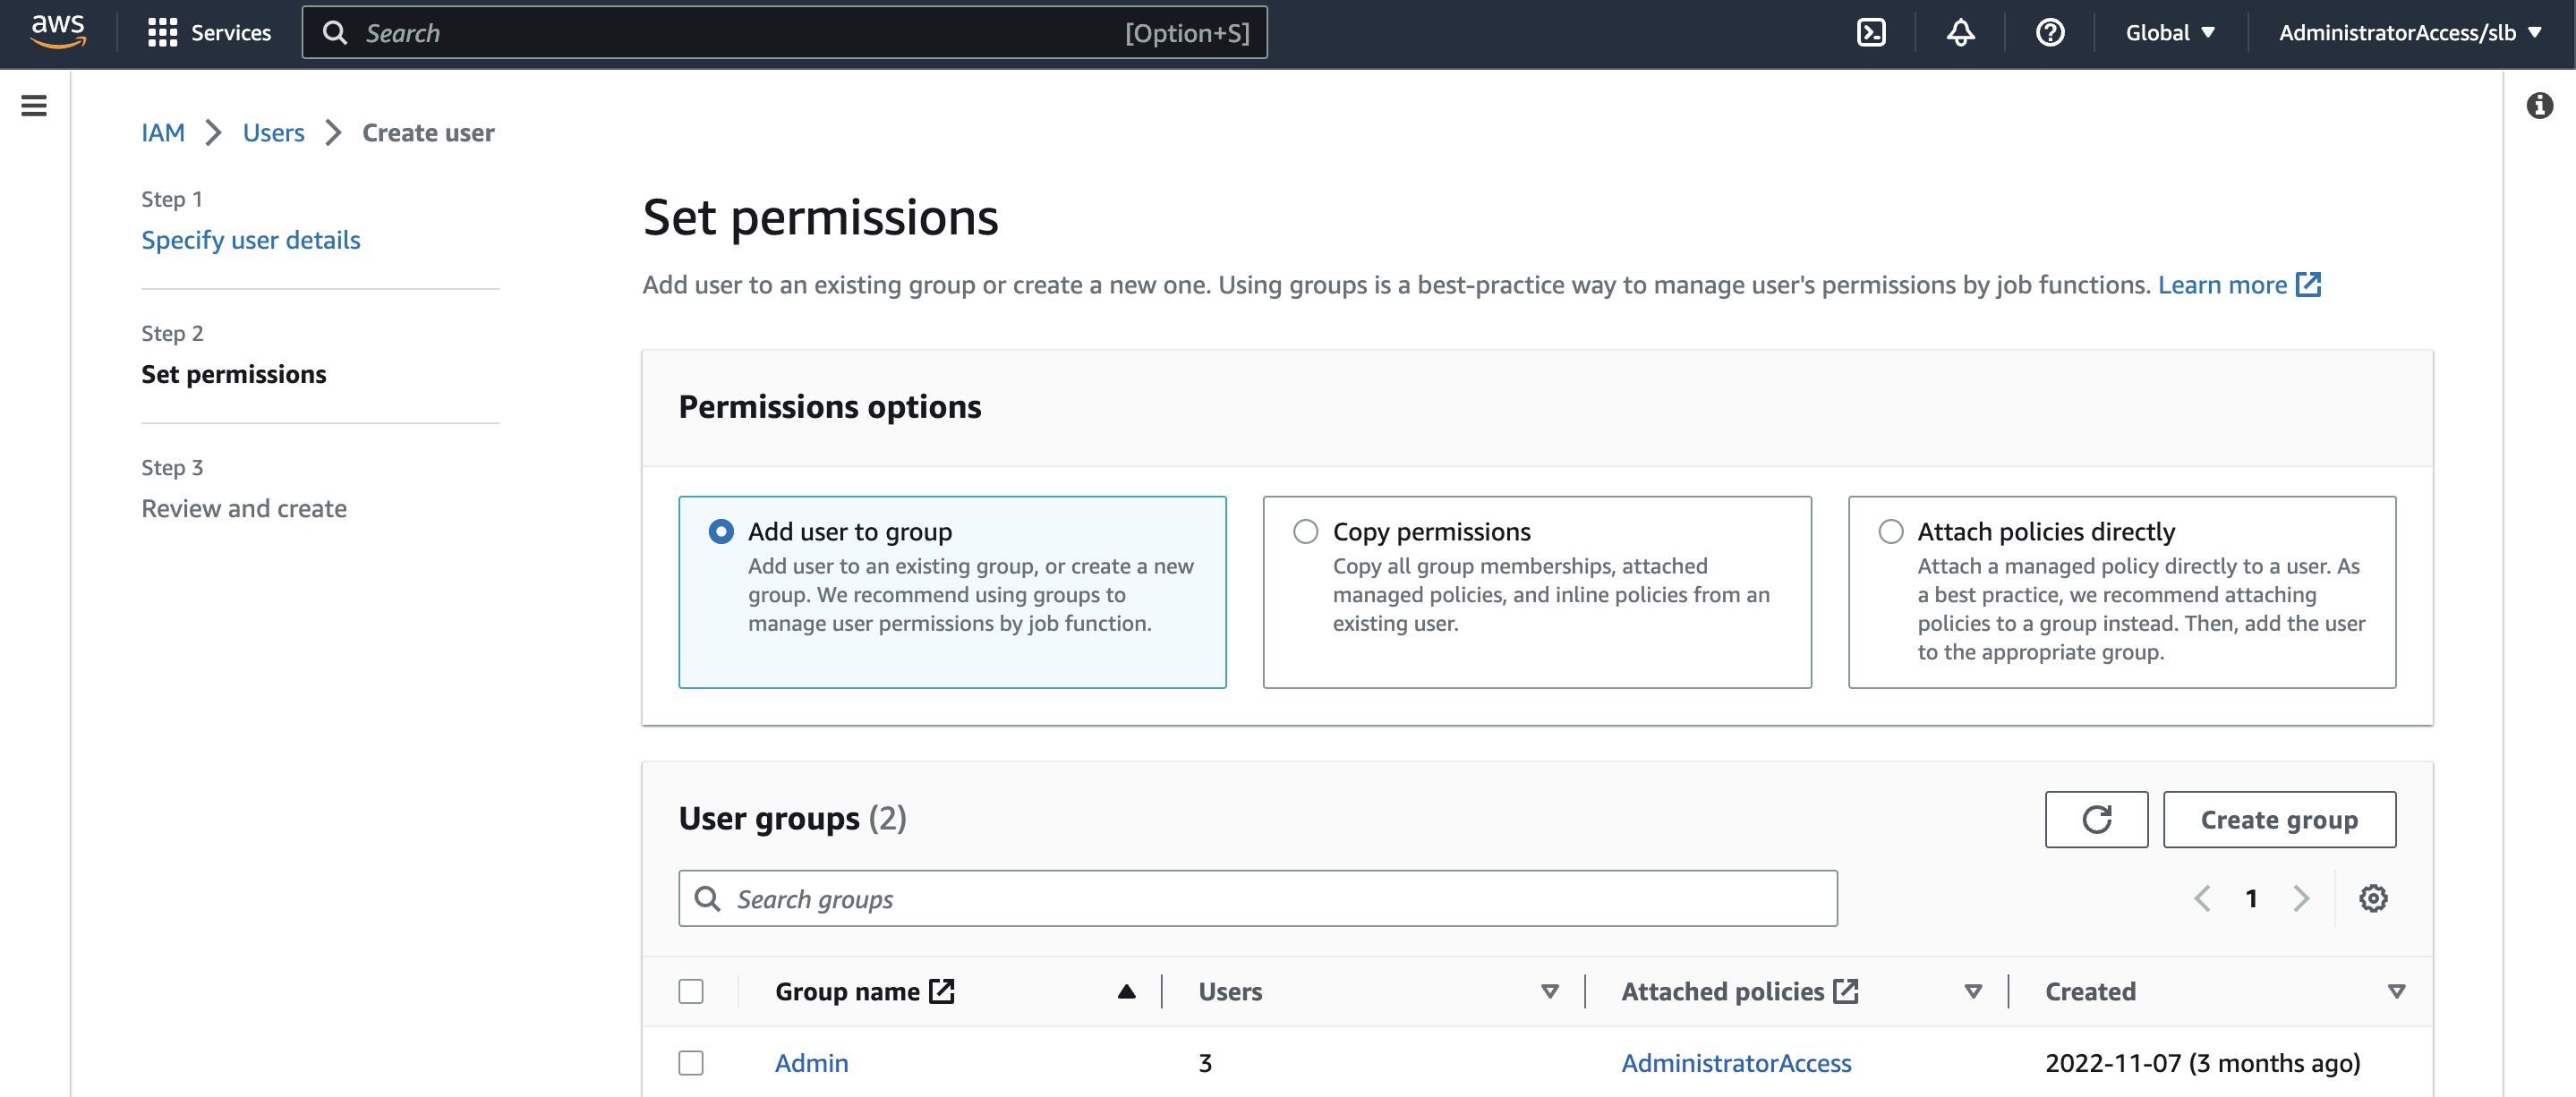 aws
Services
Search
[Option+S]
Global
AdministratorAccess/slb
IAM
Users
Create user
Step 1
Specify user details
Step 2
Set permissions
Step 3
Review and create
Set permissions
Add user to an existing group or create a new one. Using groups is a best-practice way to manage user's permissions by job functions. Learn more
Permissions options
Add user to group
Add user to an existing group, or create a new
group. We recommend using groups to
manage user permissions by job function.
Copy permissions
Copy all group memberships, attached
managed policies, and inline policies from an
existing user.
Attach policies directly
Attach a managed policy directly to a user. As
a best practice, we recommend attaching
policies to a group instead. Then, add the user
to the appropriate group.
User groups (2)
Create group
Search groups
1
Group name
Users
Attached policies
Created
Admin
3
AdministratorAccess
2022-11-07 (3 months ago)